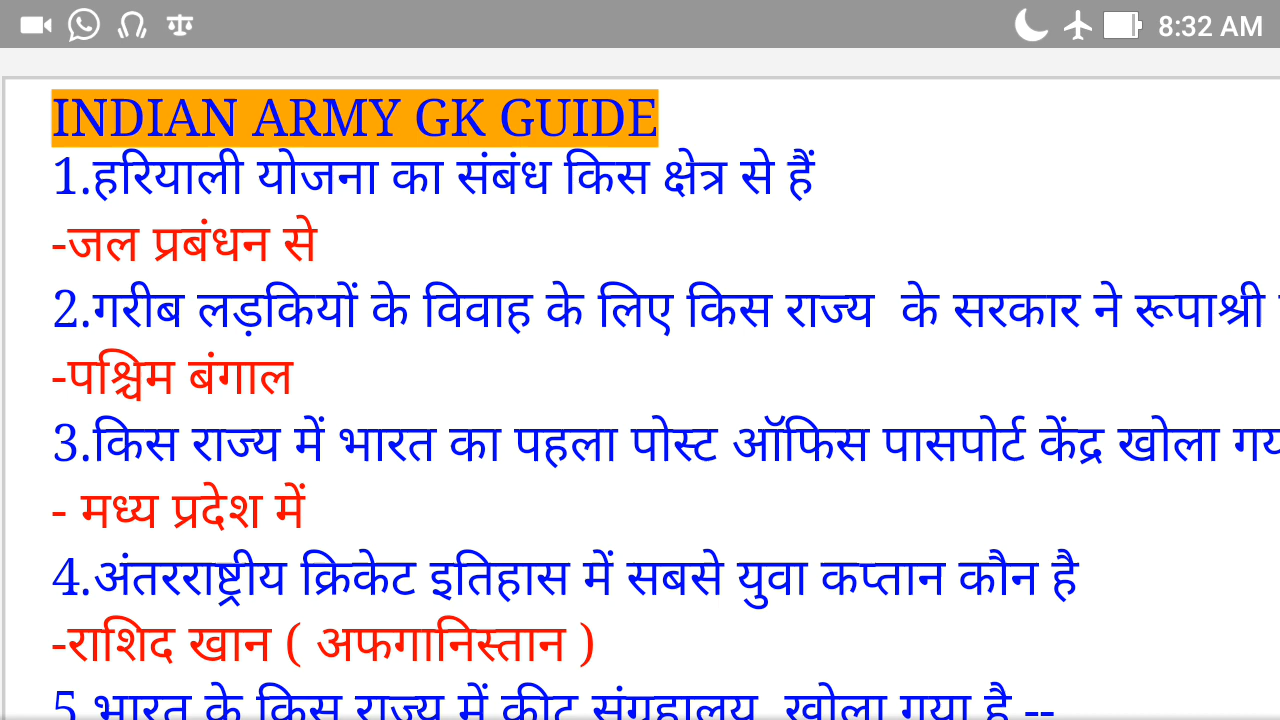 8:32 AM
INDIAN ARMY GK GUIDE
1.हरियाली योजना का संबंध किस क्षेत्र से हैं
-जल प्रबंधन से
2.गरीब लड़कियों के विवाह के लिए किस राज्य के सरकार ने रूपाश्री
-पश्चिम बंगाल
3.किस राज्य में भारत का पहला पोस्ट ऑफिस पासपोर्ट केंद्र खोला
- मध्य प्रदेश में
4.अंतरराष्ट्रीय क्रिकेट इतिहास में सबसे युवा कप्तान कौन है
-राशिद खान ( अफगानिस्तान )
5.भारत के किस राज्य में कीट संग्रहालय खोला गया है --